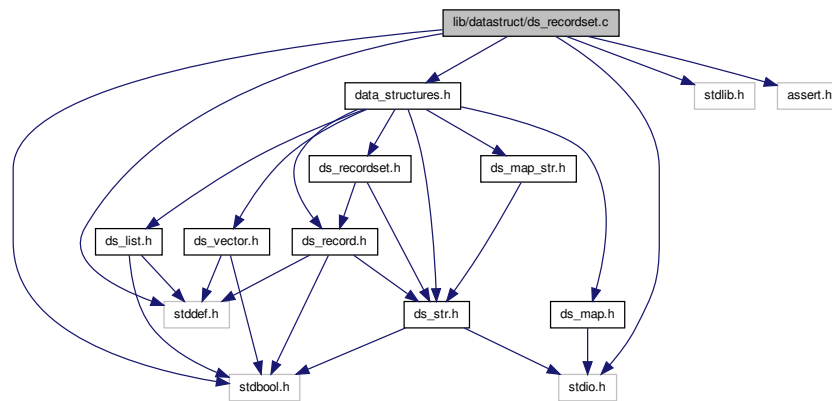 lib/datastruct/ds_recordset.c
data_structures.h
stdlib.h
assert.h
ds_recordset.h
ds_map_str.h
ds_list.h
ds_vector.h
ds_record.h
stddef.h
ds_str.h
ds_map.h
stdbool.h
stdio.h